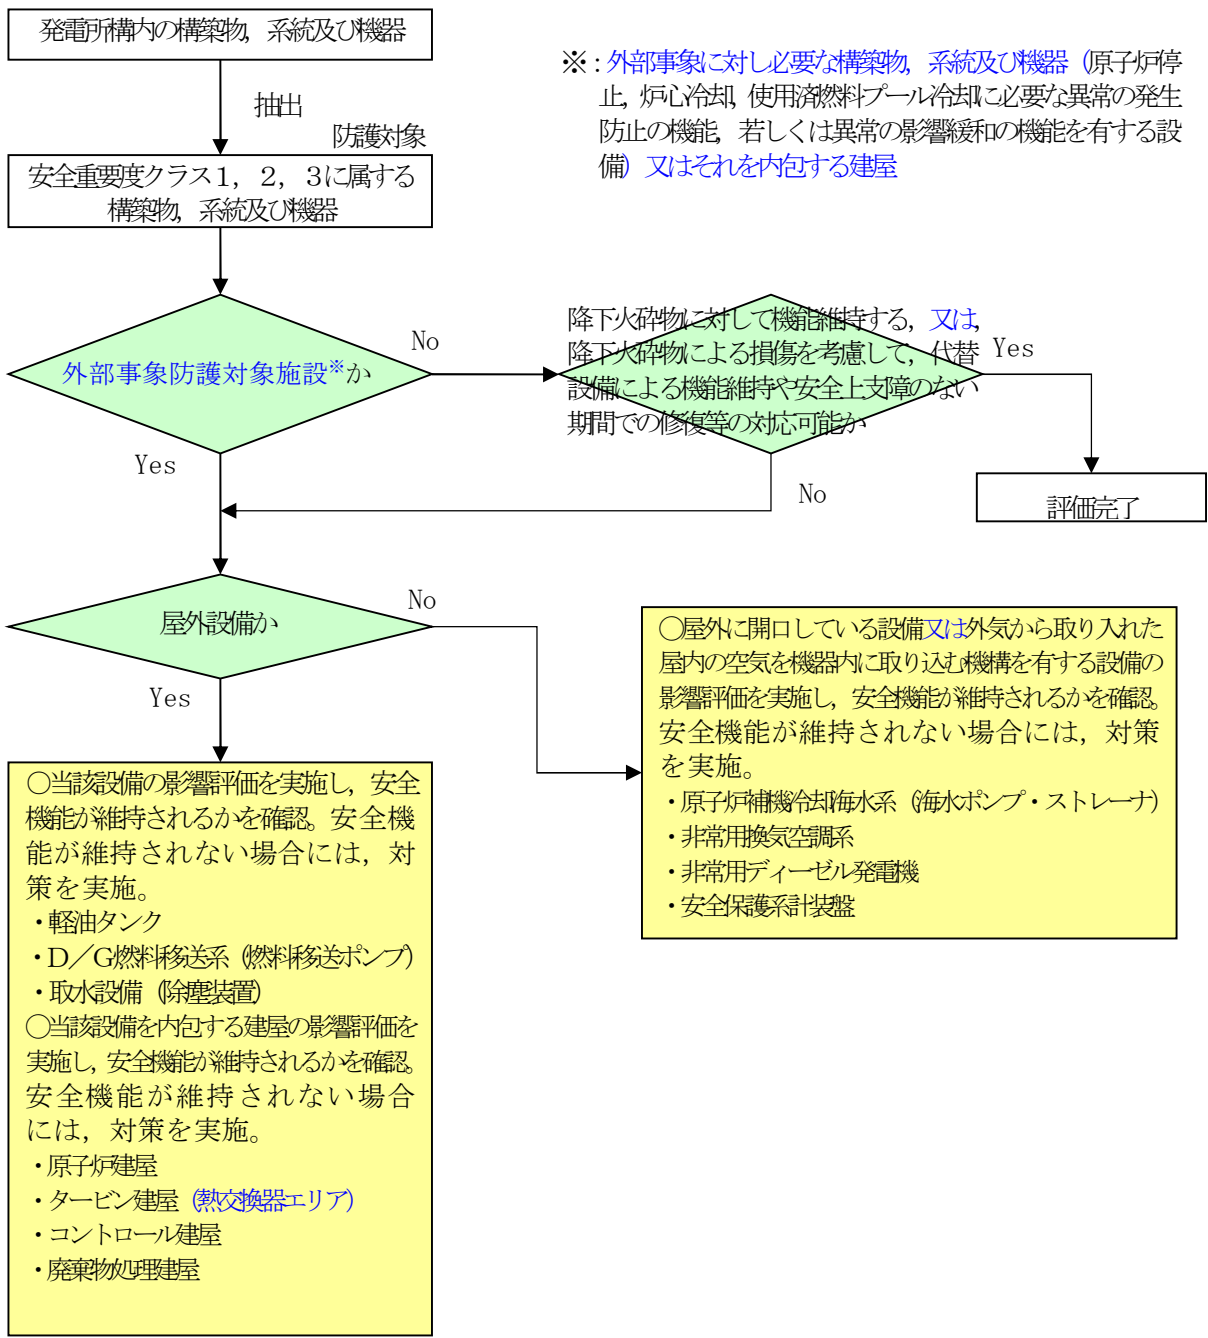 発電所構内の構築物，系統及び機器
※：外部事象に対し必要な構築物，系統及び機器（原子炉停
止，炉心冷却，使用済燃料プール冷却に必要な異常の発生
防止の機能，若しくは異常の影響緩和の機能を有する設
備）又はそれを内包する建屋
抽出
防護対象
安全重要度クラス１，２，３に属する
構築物，系統及び機器
外部事象防護対象施設※か
No
降下火砕物に対して機能維持する，又は，
降下火砕物による損傷を考慮して，代替
設備による機能維持や安全上支障のない
期間での修復等の対応可能か
Yes
Yes
No
評価完了
屋外設備か
No
Yes
○屋外に開口している設備又は外気から取り入れた
屋内の空気を機器内に取り込む機構を有する設備の
影響評価を実施し，安全機能が維持されるかを確認。
安全機能が維持されない場合には，対策
を実施。
・原子炉補機冷却海水系（海水ポンプ・ストレーナ）
・非常用換気空調系
・非常用ディーゼル発電機
・安全保護系計装盤
○当該設備の影響評価を実施し，安全
機能が維持されるかを確認。安全機
能が維持されない場合には，対
策を実施。
・軽油タンク
・Ｄ／Ｇ燃料移送系（燃料移送ポンプ）
・取水設備（除塵装置）
○当該設備を内包する建屋の影響評価を
実施し，安全機能が維持されるかを確認。
安全機能が維持されない場合
には，対策を実施。
・原子炉建屋
・タービン建屋（熱交換器エリア）
・コントロール建屋
・廃棄物処理建屋